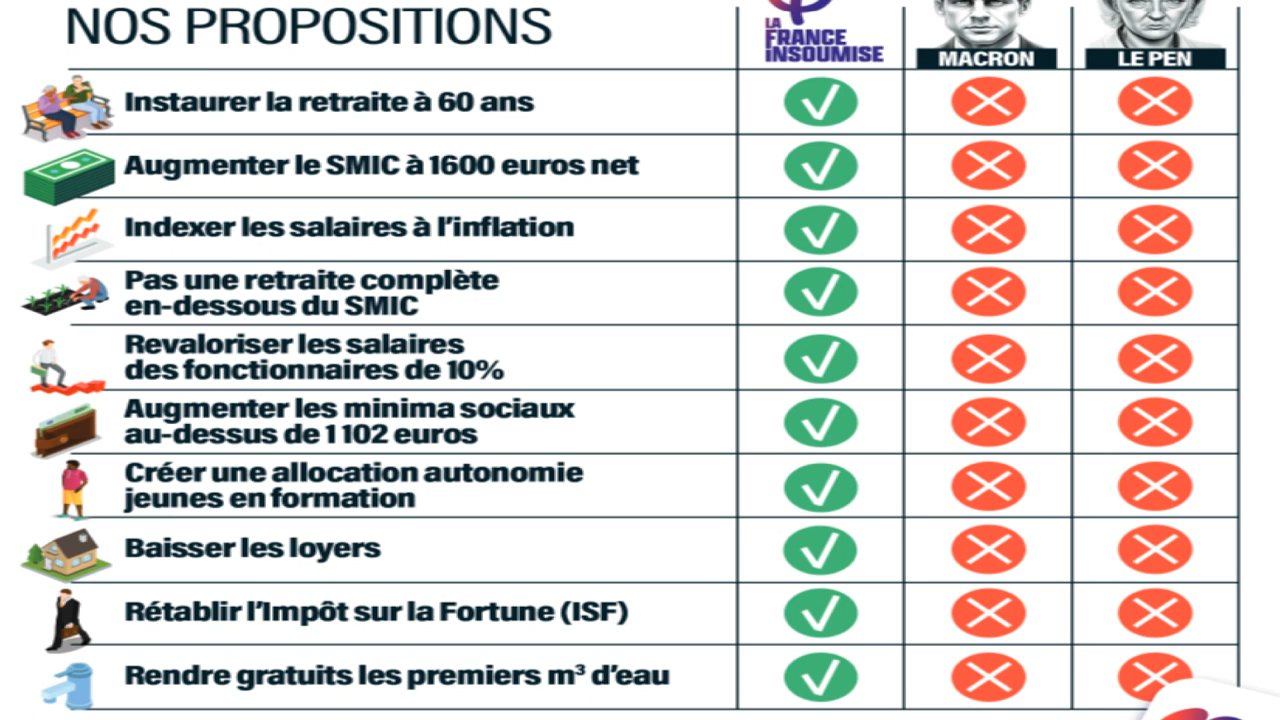 NOS PROPOSITIONS
LA
FRANCE
INSOUMISE
MACRON
LE PEN
Instaurer la retraite à 60 ans
Augmenter le SMIC à 1600 euros net
Indexer les salaires à l’inflation
Pas une retraite complète
en-dessous du SMIC
Revaloriser les salaires
des fonctionnaires de 10%
Augmenter les minima sociaux
au-dessus de 1 102 euros
Créer une allocation autonomie
jeunes en formation
Baisser les loyers
Rétablir l’Impôt sur la Fortune (ISF)
Rendre gratuits les premiers m³ d’eau